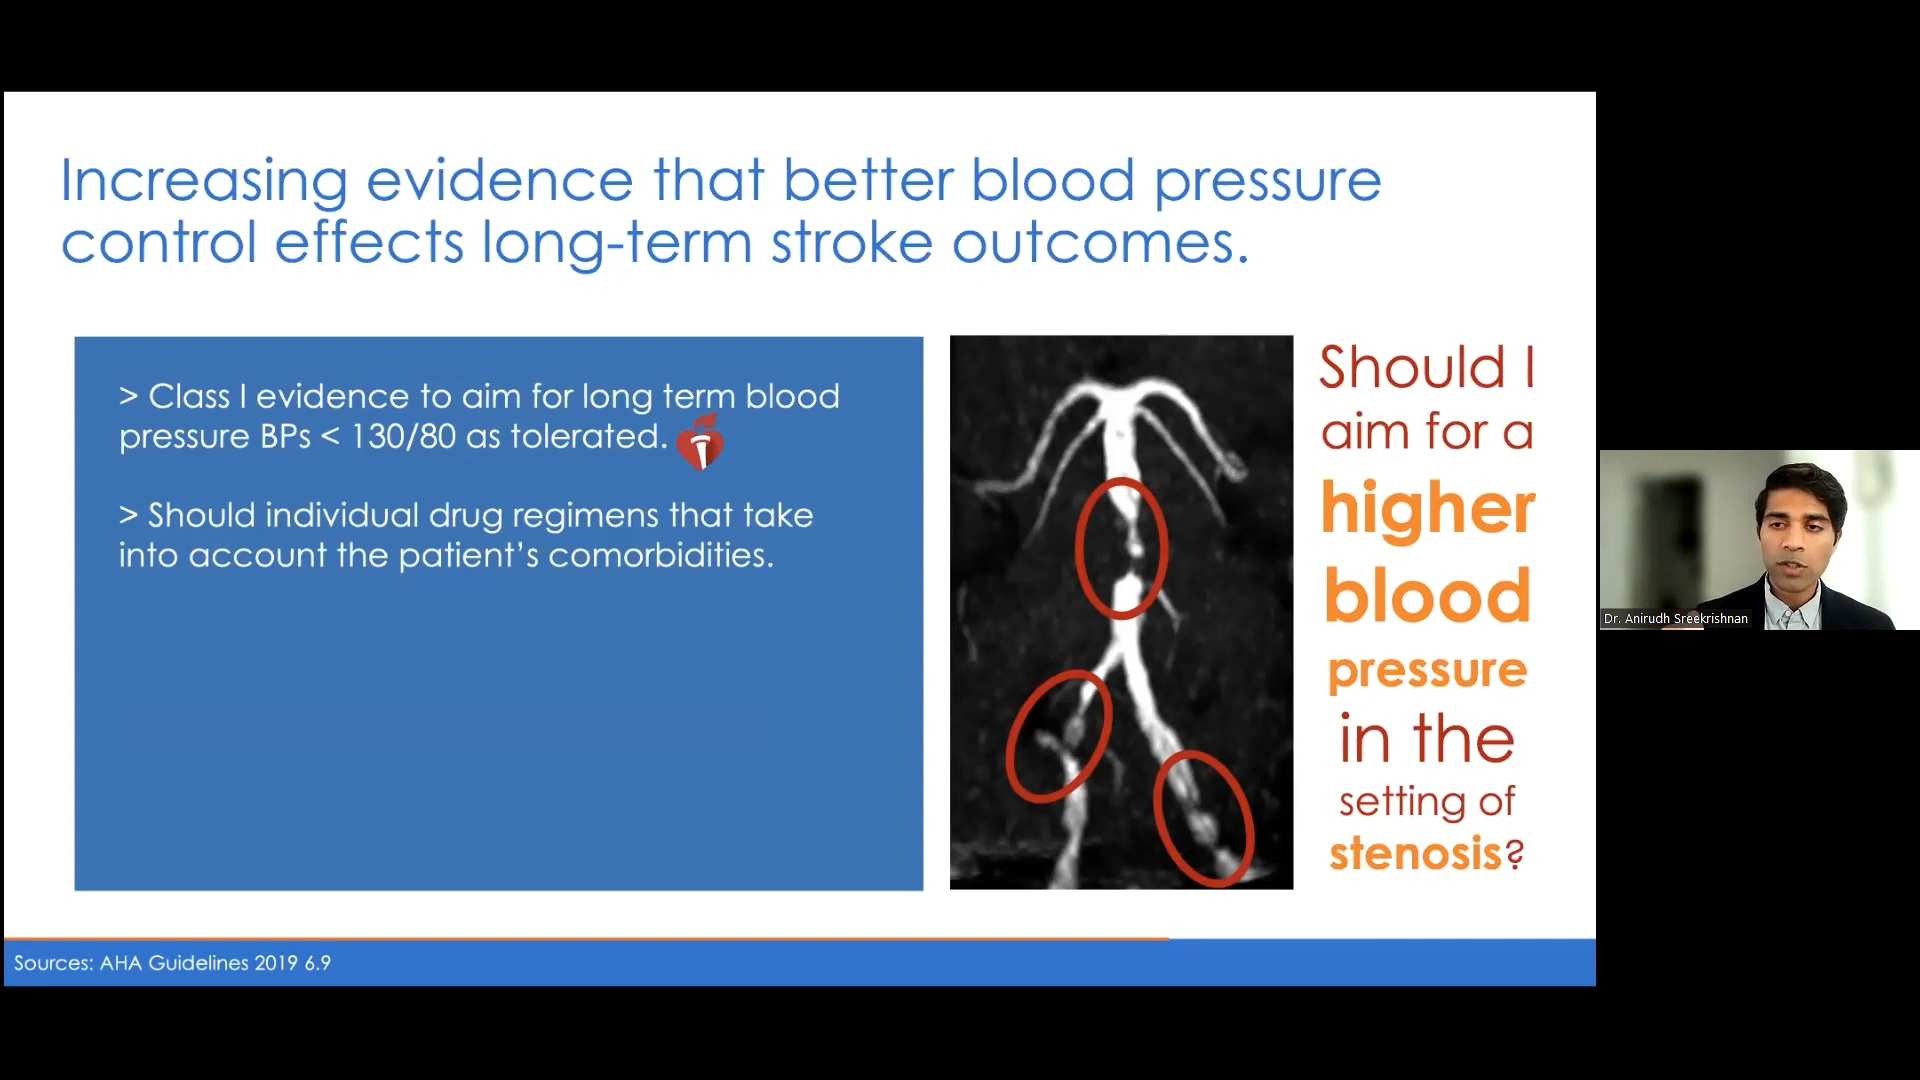 Increasing evidence that better blood pressure
control effects long-term stroke outcomes.
> Class I evidence to aim for long term blood
pressure BPs < 130/80 as tolerated.
> Should individual drug regimens that take
into account the patient's comorbidities.
Should I
aim for a
higher
blood
pressure
in the
setting of
stenosis?
Dr. Anirudh Sreekrishnan
Sources: AHA Guidelines 2019 6.9